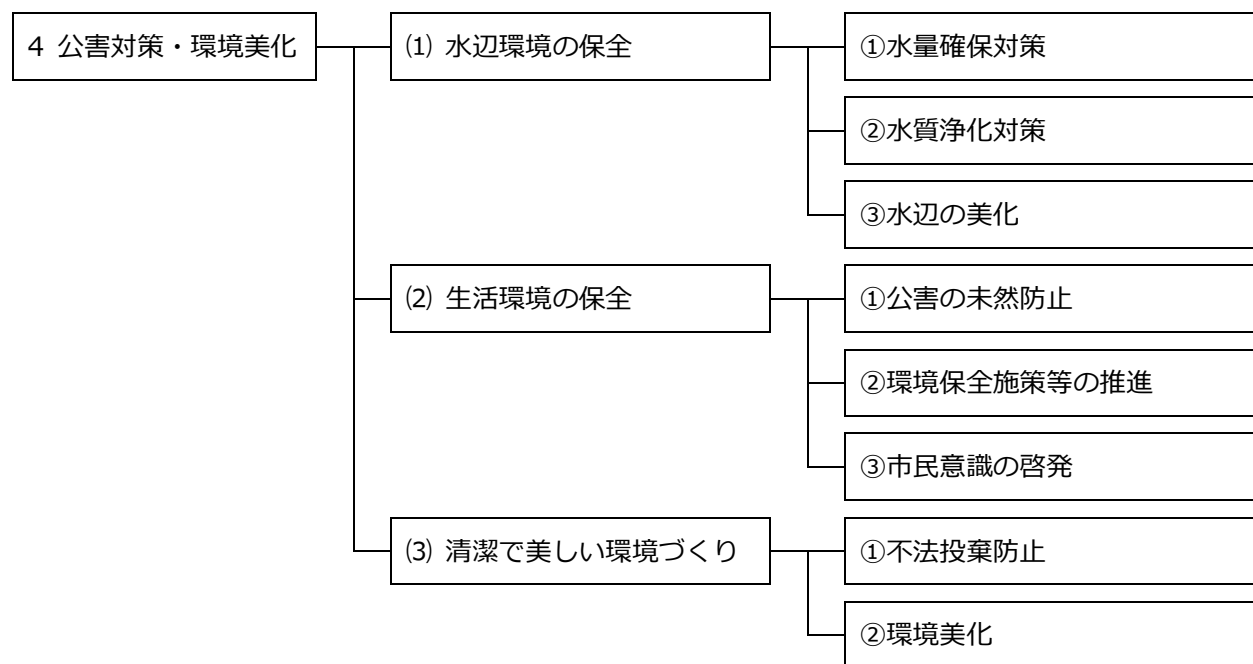 4 公害対策・環境美化
⑴ 水辺環境の保全
①水量確保対策
②水質浄化対策
③水辺の美化
⑵ 生活環境の保全
①公害の未然防止
②環境保全施策等の推進
③市民意識の啓発
⑶ 清潔で美しい環境づくり
①不法投棄防止
②環境美化